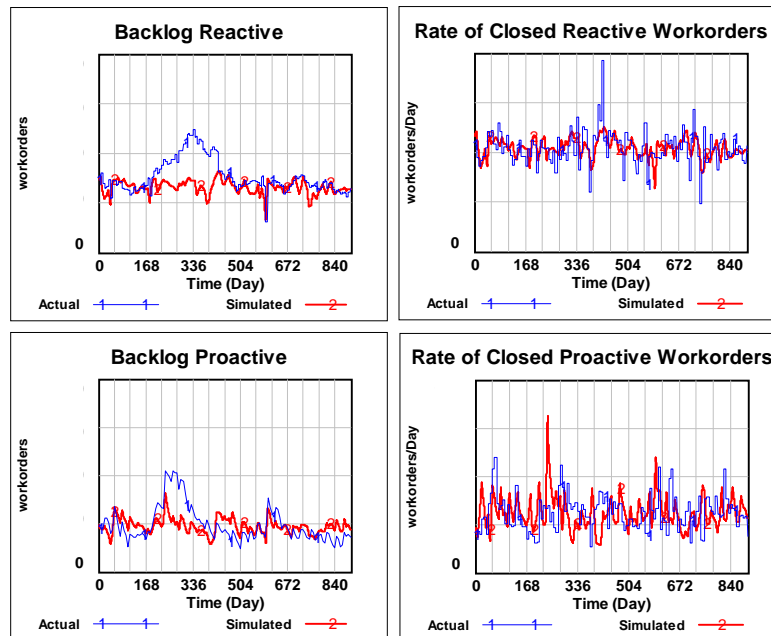 Backlog Reactive
workorders
0
0 168 336 504 672 840
Time (Day)
Actual 1 1 Simulated 2
Rate of Closed Reactive Workorders
workorders/Day
0
0 168 336 504 672 840
Time (Day)
Actual 1 1 Simulated 2
Backlog Proactive
workorders
0
0 168 336 504 672 840
Time (Day)
Actual 1 1 Simulated 2
Rate of Closed Proactive Workorders
workorders/Day
0
0 168 336 504 672 840
Time (Day)
Actual 1 1 Simulated 2